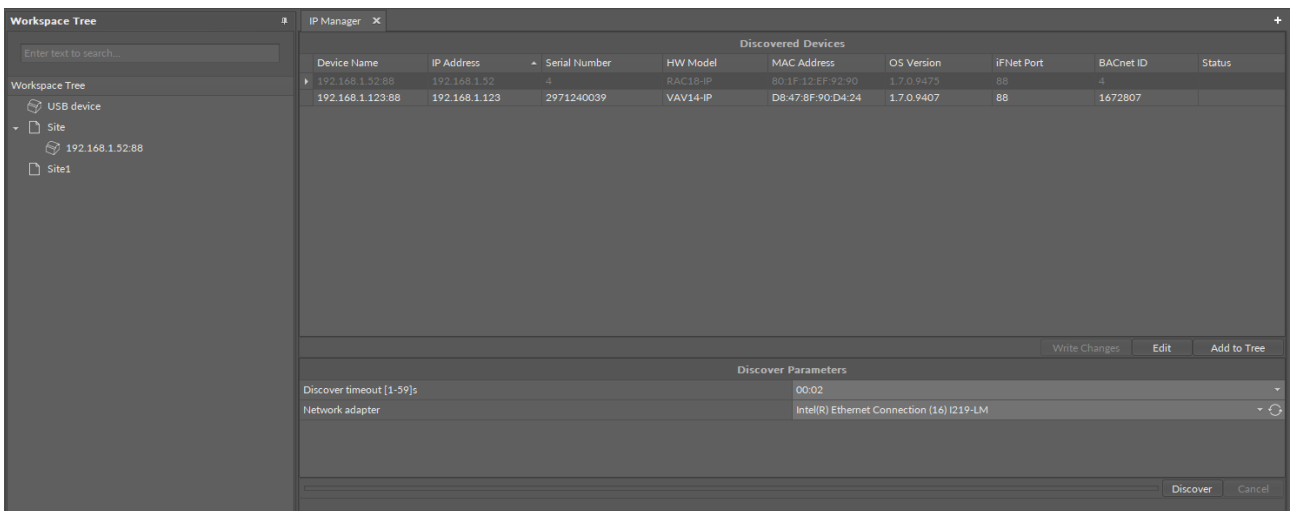 Workspace Tree
Enter text to search...
Workspace Tree
USB device
Site
192.168.1.52:88
Site1
IP Manager
Discovered Devices
Device Name IP Address Serial Number HW Model MAC Address OS Version iFNet Port BACnet ID Status
192.168.1.52:88 192.168.1.52 4 RAC18-IP 80:1F:12:EF:92:90 1.7.0.9475 88 4
192.168.1.123:88 192.168.1.123 2971240039 VAV14-IP D8:47:8F:90:D4:24 1.7.0.9407 88 1672807
Write Changes Edit Add to Tree
Discover Parameters
Discover timeout [1-59]s 00:02
Network adapter Intel(R) Ethernet Connection (16) I219-LM
Discover Cancel